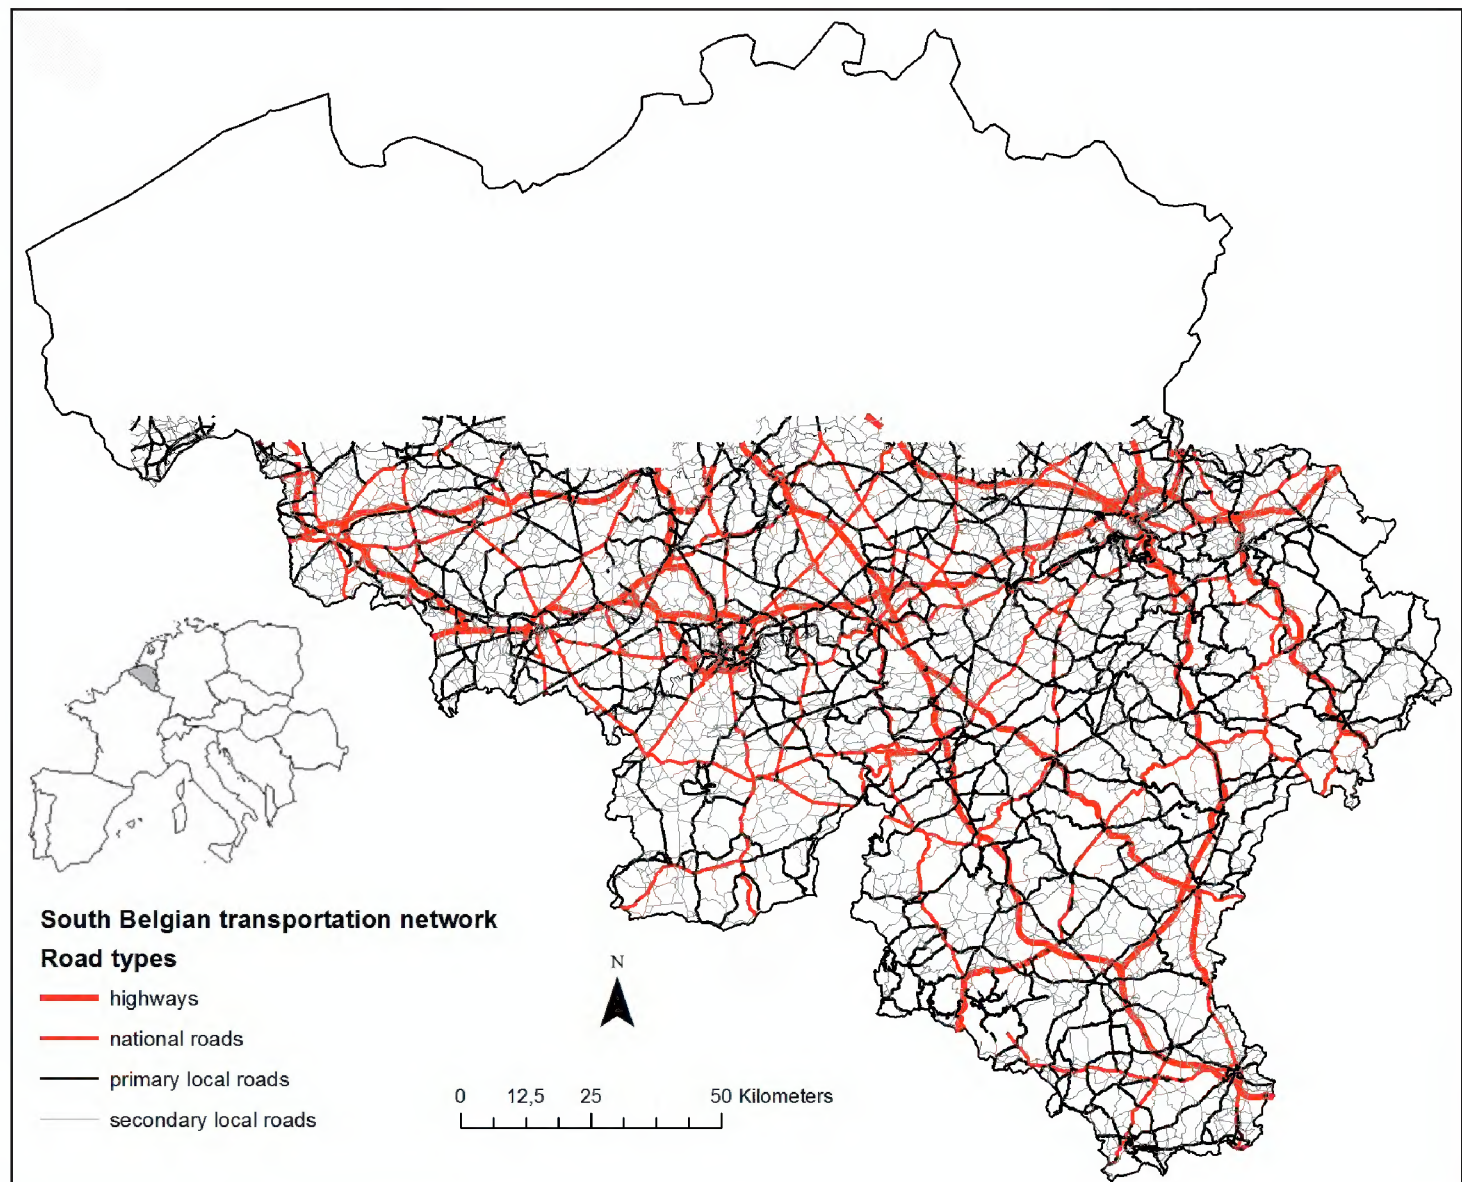 South Belgian transportation network
Road types
highways
national roads
primary local roads
secondary local roads
N
0 12,5 25 50 Kilometers